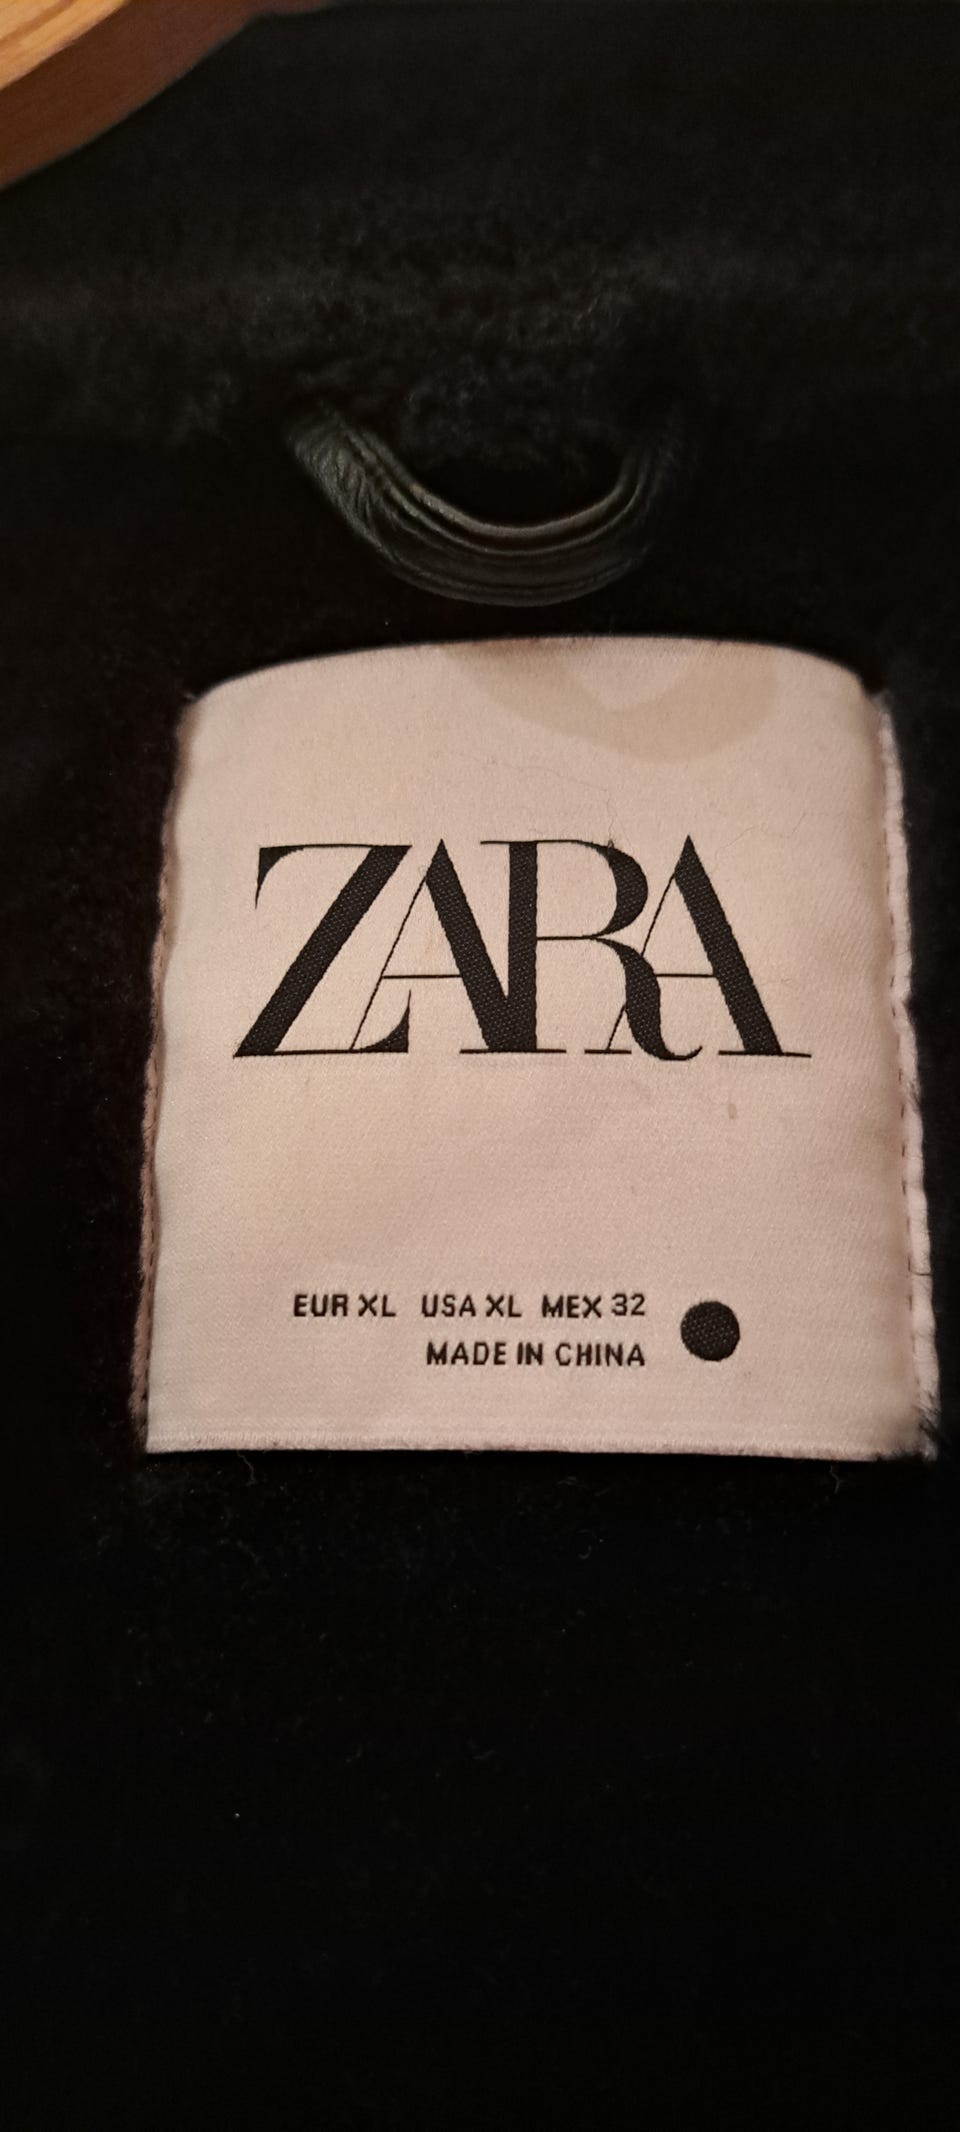 ZARA
EUR XL USA XL MEX 32
MADE IN CHINA